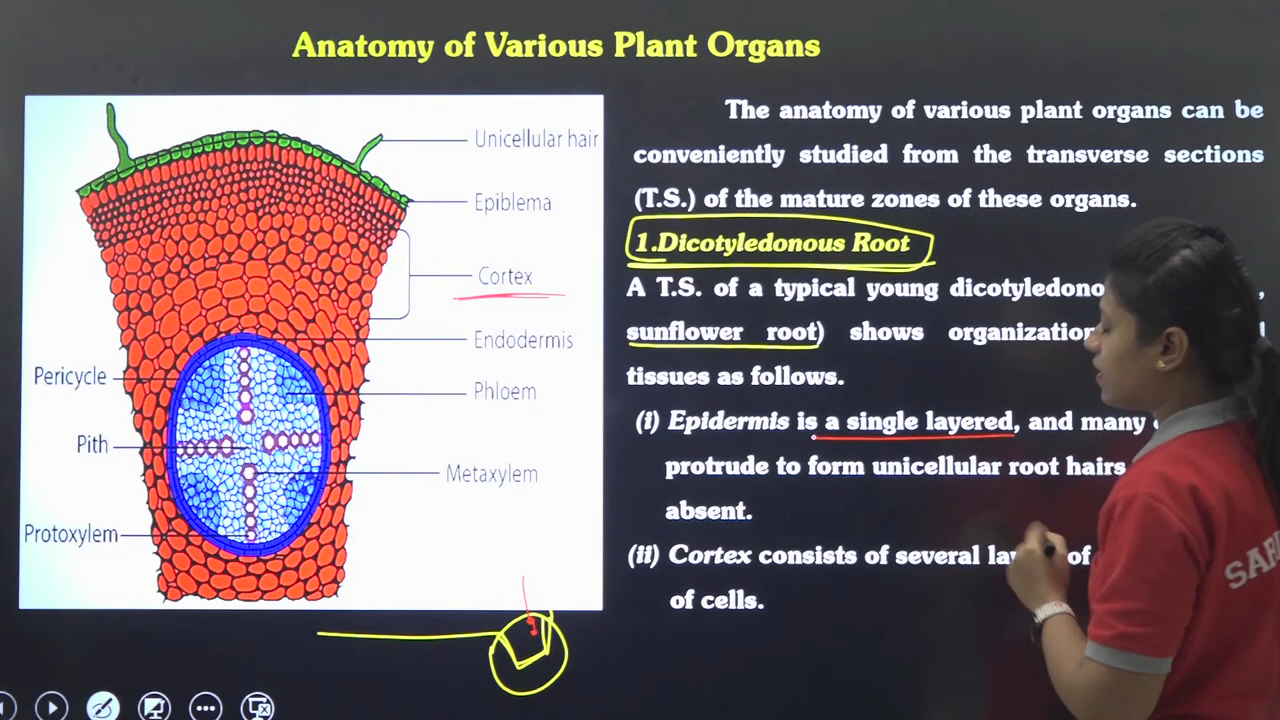 Anatomy of Various Plant Organs
Unicellular hair
Epiblema
Cortex
Endodermis
Pericycle
Phloem
Pith
Metaxylem
Protoxylem
The anatomy of various plant organs can be
conveniently studied from the transverse sections
(T.S.) of the mature zones of these organs.
1.Dicotyledonous Root
A T.S. of a typical young
sunflower root) shows
tissues as follows.
(i) Epidermis is a single layered, and many
protrude to form unicellular root hairs
absent.
(ii) Cortex consists of several of
of cells.